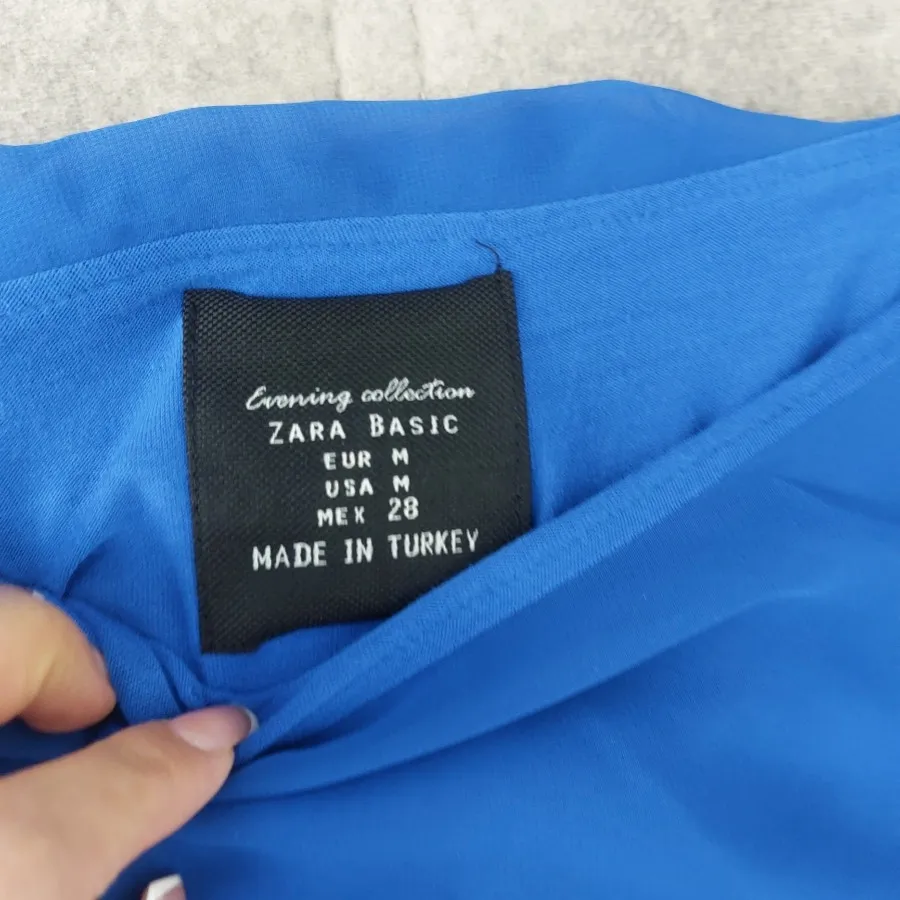 Evening collection
ZARA BASIC
EUR M
USA M
MEX 28
MADE IN TURKEY